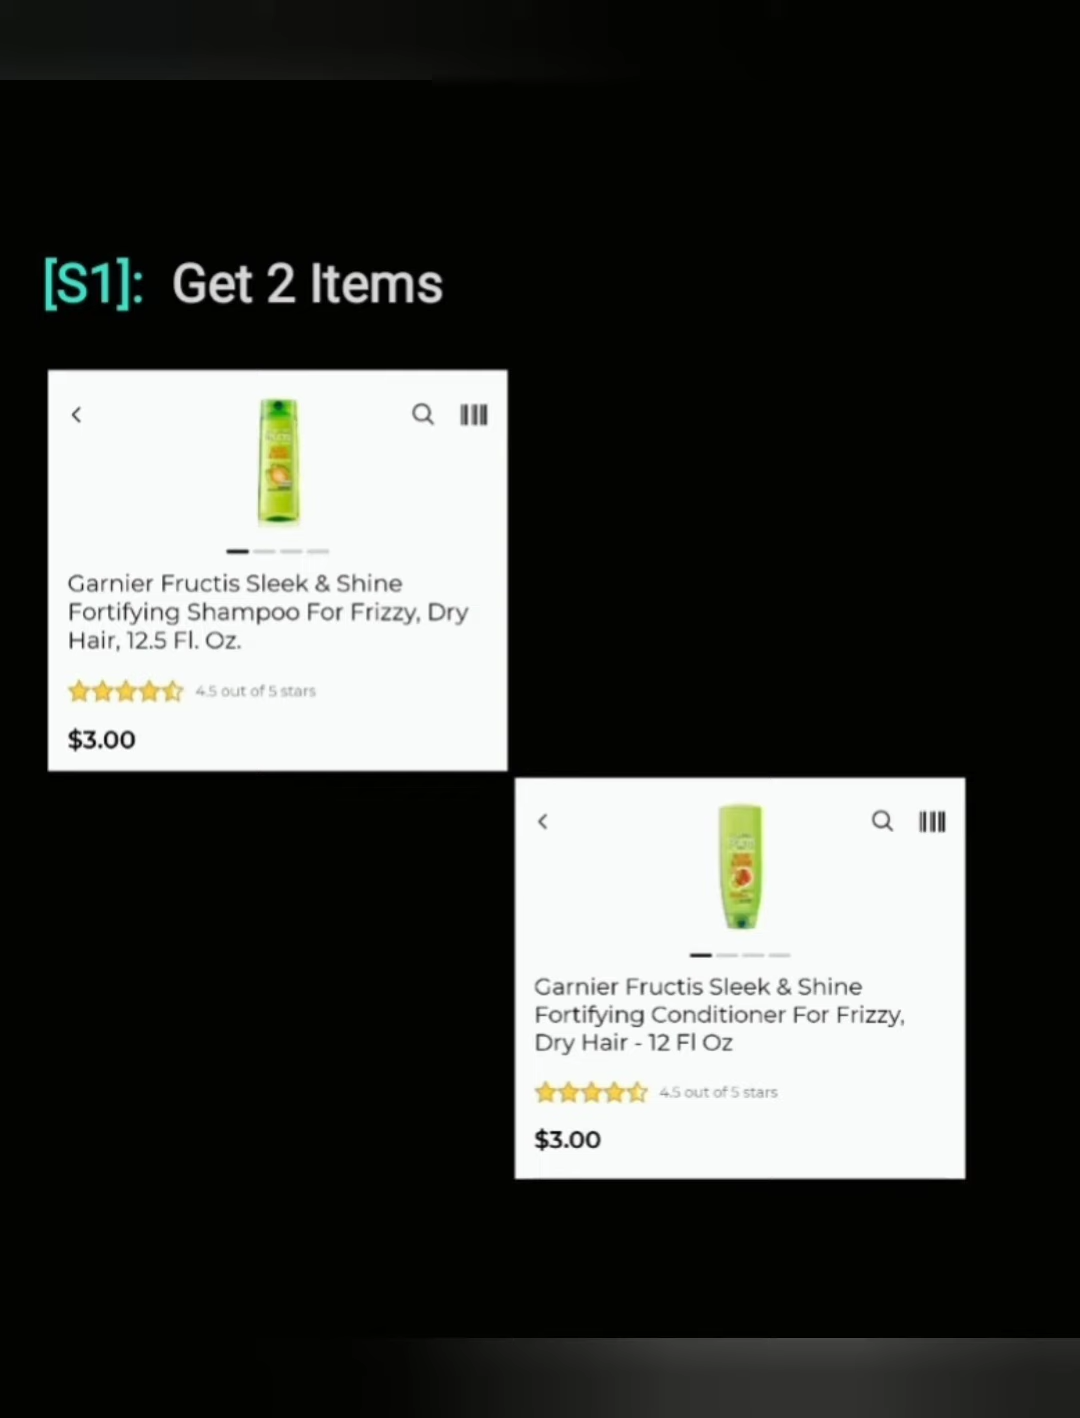 [S1]: Get 2 Items
Garnier Fructis Sleek & Shine
Fortifying Shampoo For Frizzy, Dry
Hair, 12.5 Fl. Oz.
4.5 out of 5 stars
$3.00
Garnier Fructis Sleek & Shine
Fortifying Conditioner For Frizzy,
Dry Hair - 12 Fl Oz
4.5 out of 5 stars
$3.00